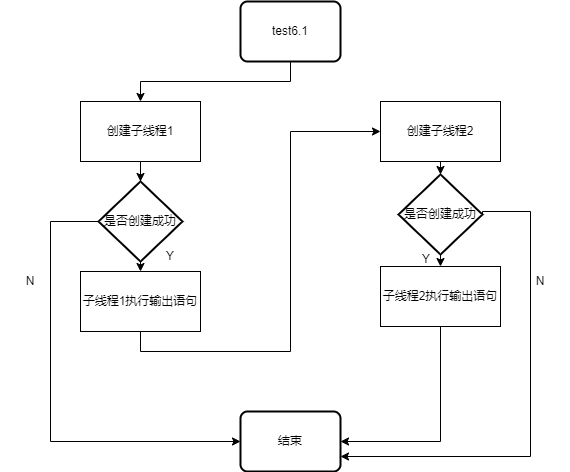 test6.1
创建子线程1
创建子线程2
是否创建成功
是否创建成功
Y
Y
N
N
子线程1执行输出语句
子线程2执行输出语句
结束